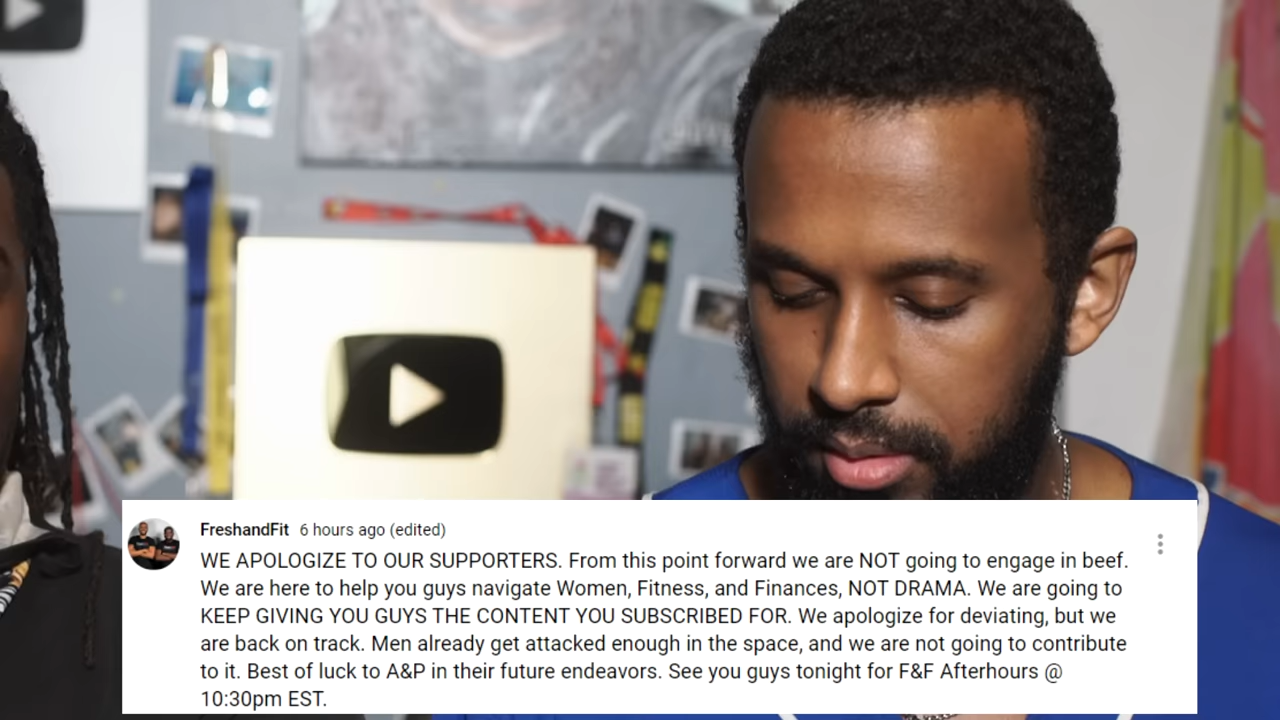 FreshandFit 6 hours ago (edited)
WE APOLOGIZE TO OUR SUPPORTERS. From this point forward we are NOT going to engage in beef.
We are here to help you guys navigate Women, Fitness, and Finances, NOT DRAMA. We are going to
KEEP GIVING YOU GUYS THE CONTENT YOU SUBSCRIBED FOR. We apologize for deviating, but we
are back on track. Men already get attacked enough in the space, and we are not going to contribute
to it. Best of luck to A&P in their future endeavors. See you guys tonight for F&F Afterhours @
10:30pm EST.